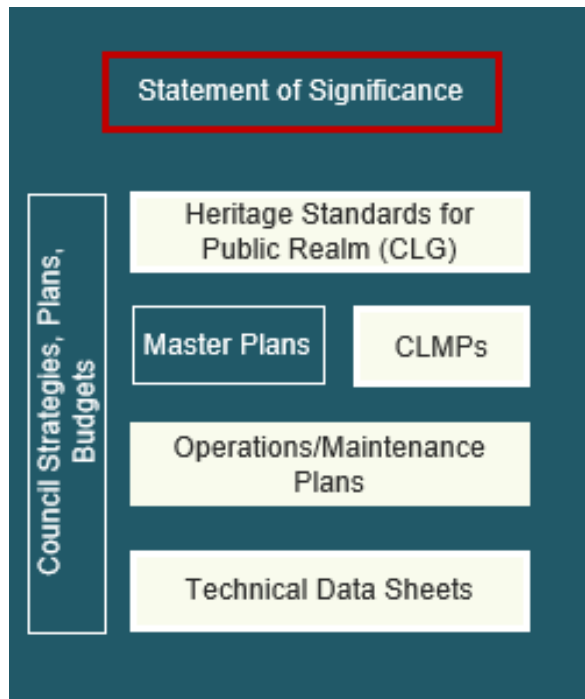 Statement of Significance
Council Strategies, Plans,
Budgets
Heritage Standards for
Public Realm (CLG)
Master Plans
CLMPs
Operations/Maintenance
Plans
Technical Data Sheets